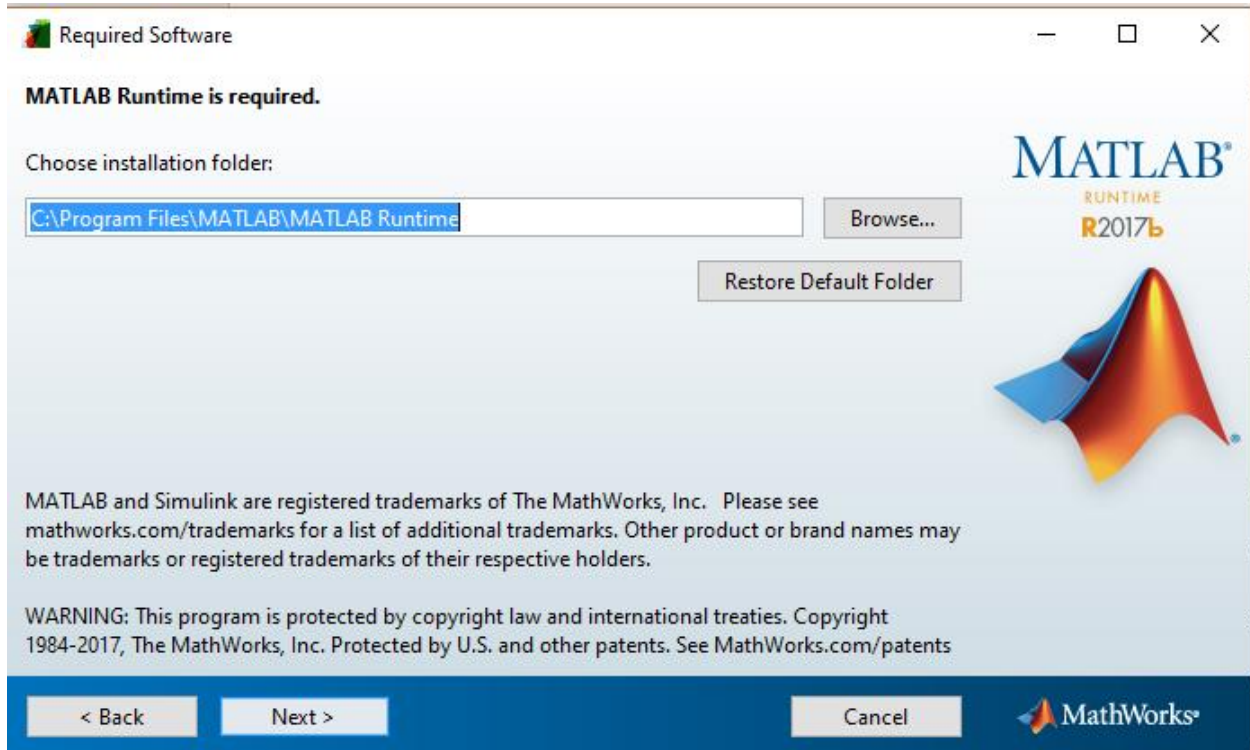 Required Software
MATLAB Runtime is required.
Choose installation folder:
C:\Program Files\MATLAB\MATLAB Runtime
Browse...
Restore Default Folder
MATLAB®
RUNTIME
R2017b
®
MATLAB and Simulink are registered trademarks of The MathWorks, Inc.   Please see
mathworks.com/trademarks for a list of additional trademarks. Other product or brand names may
be trademarks or registered trademarks of their respective holders.
WARNING: This program is protected by copyright law and international treaties. Copyright
1984-2017, The MathWorks, Inc. Protected by U.S. and other patents. See MathWorks.com/patents
< Back
Next >
Cancel
MathWorks®